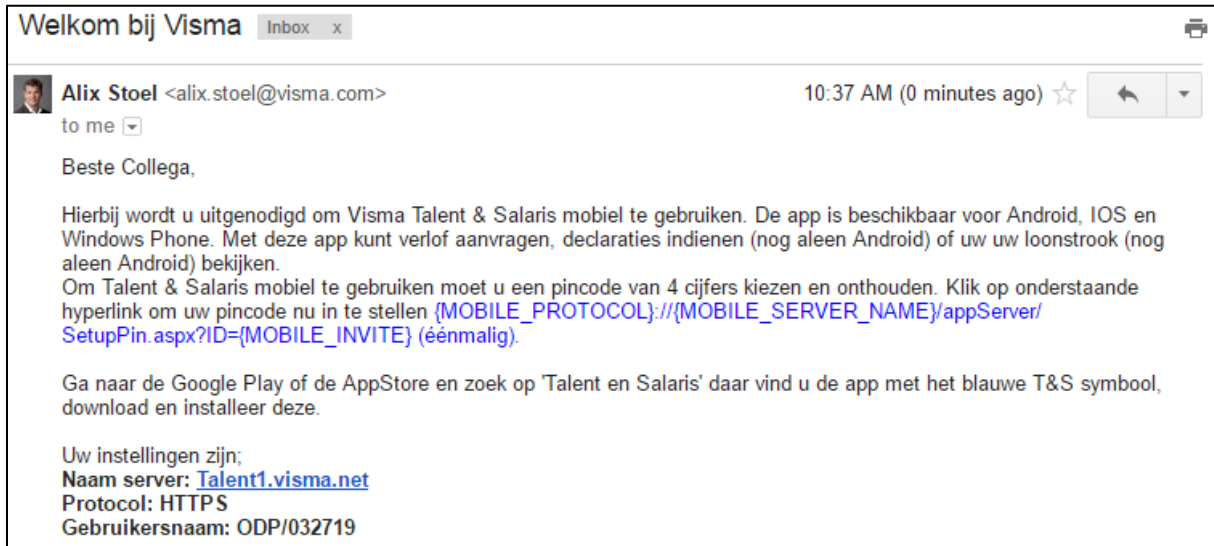 Welkom bij Visma Inbox x
Alix Stoel <alix.stoel@visma.com> 10:37 AM (0 minutes ago)
to me
Beste Collega,
Hierbij wordt u uitgenodigd om Visma Talent & Salaris mobiel te gebruiken. De app is beschikbaar voor Android, IOS en
Windows Phone. Met deze app kunt verlof aanvragen, declaraties indienen (nog aleen Android) of uw uw loonstrook (nog
aleen Android) bekijken.
Om Talent & Salaris mobiel te gebruiken moet u een pincode van 4 cijfers kiezen en onthouden. Klik op onderstaande
hyperlink om uw pincode nu in te stellen {MOBILE_PROTOCOL}://{MOBILE_SERVER_NAME}/appServer/
SetupPin.aspx?ID={MOBILE_INVITE} (éénmalig).
Ga naar de Google Play of de AppStore en zoek op 'Talent en Salaris' daar vind u de app met het blauwe T&S symbool,
download en installeer deze.
Uw instellingen zijn;
Naam server: Talent1.visma.net
Protocol: HTTPS
Gebruikersnaam: ODP/032719